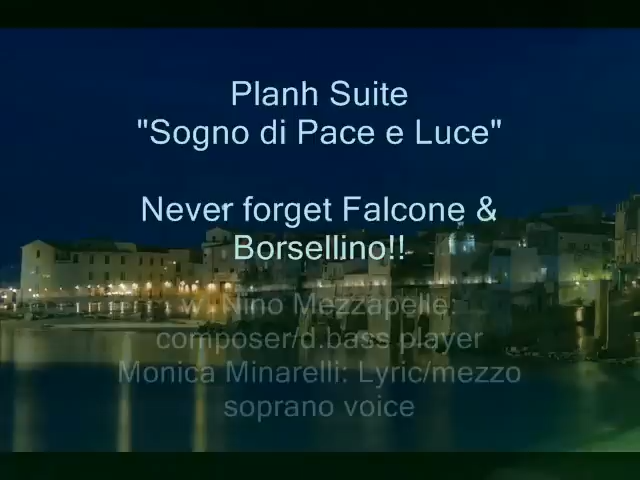 Planh Suite
"Sogno di Pace e Luce"
Never forget Falcone &
Borsellino!!
w. Nino Mezzapelle
composer/d.bass player
Monica Minarelli: Lyric/mezzo
soprano voice